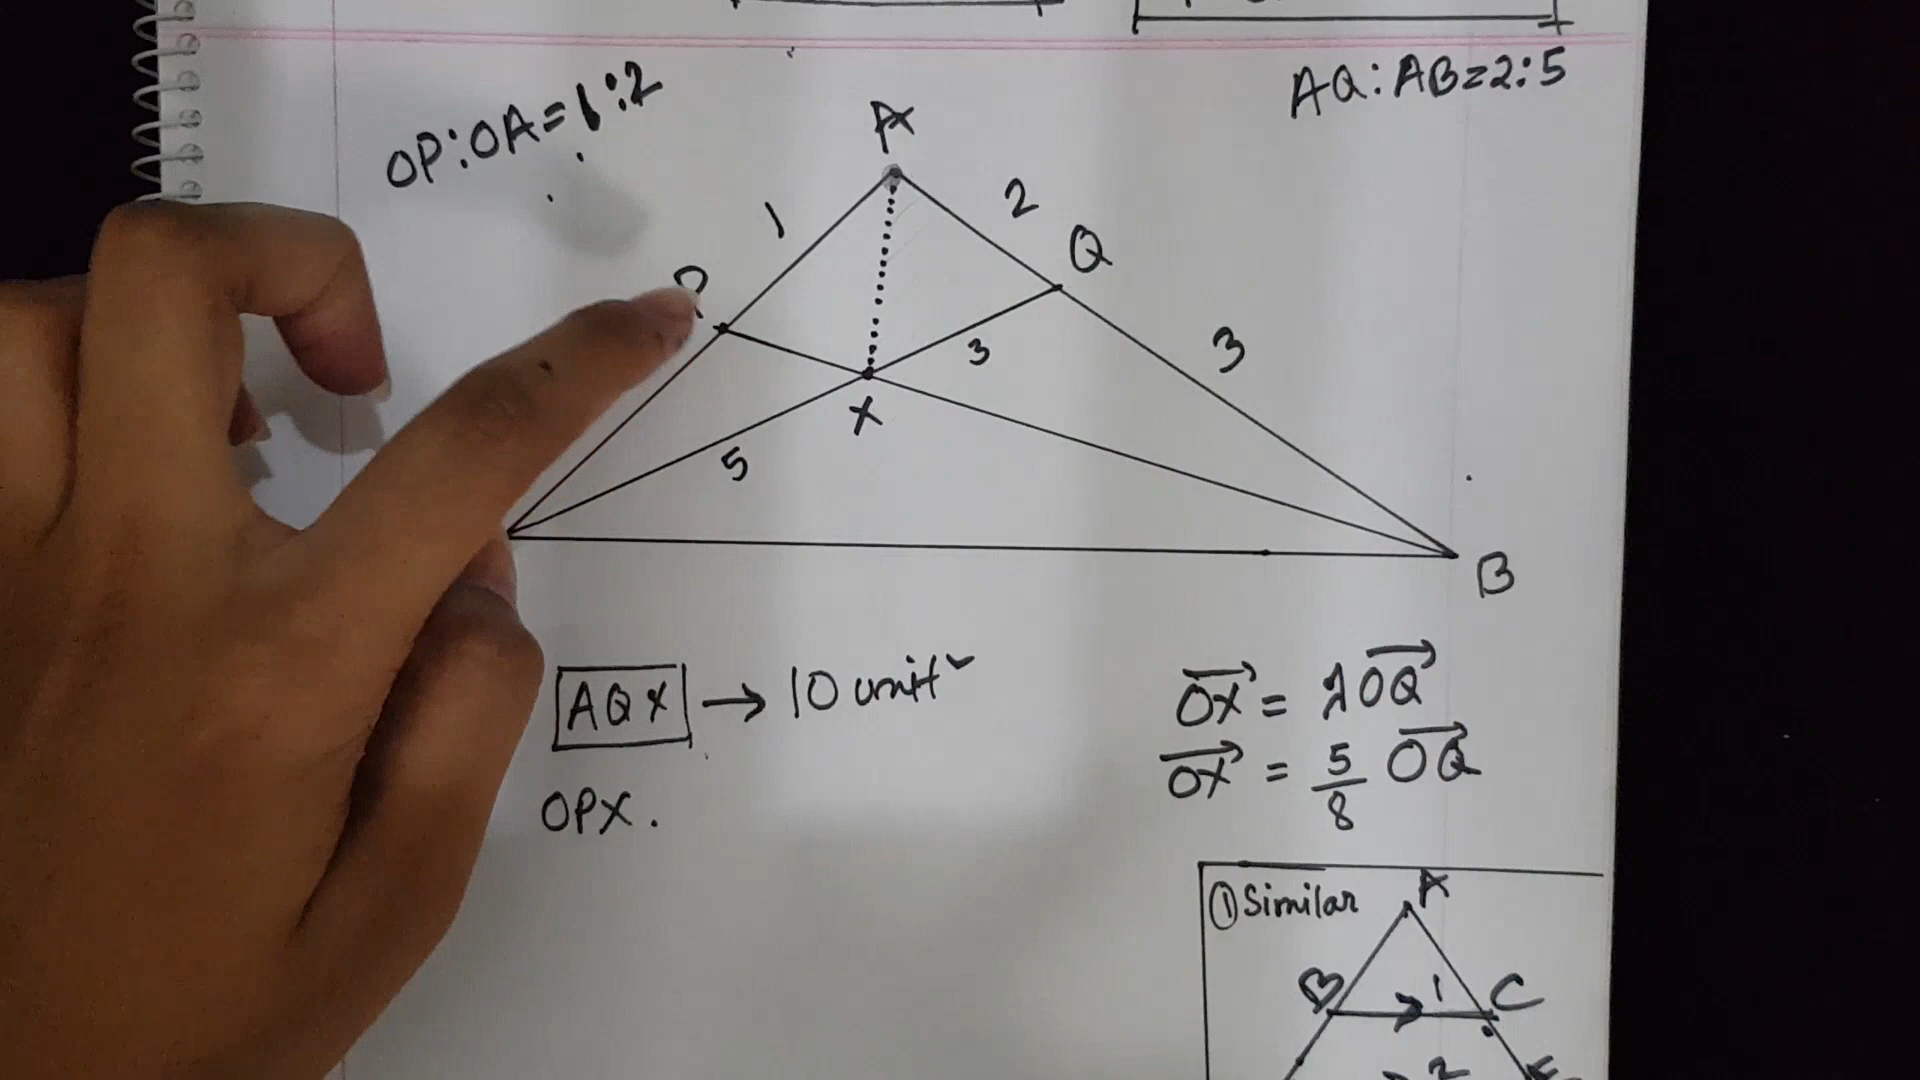 AQ:AB=2:5
OP:OA=1:2
A
1
2
P
Q
3
3
X
5
B
AQX → 10 unit²
OPX.
OX = λOQ
OX = 5/8 OQ
① Similar
A
B
1
C
2